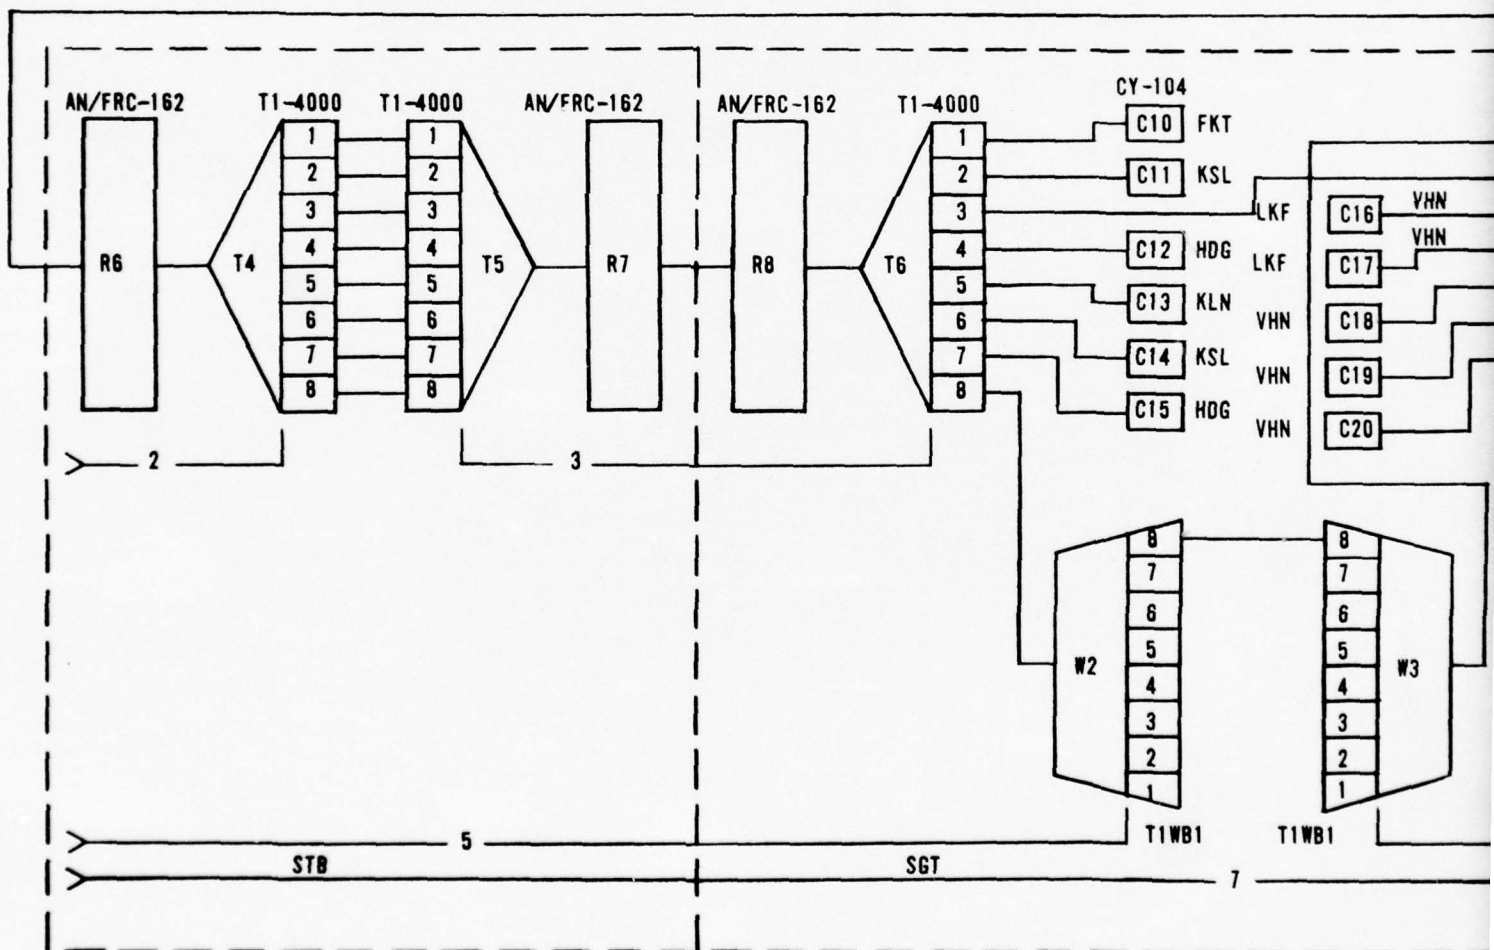 AN/FRC-162
T1-4000
T1-4000
AN/FRC-162
AN/FRC-162
T1-4000
CY-104
R6
T4
1
2
3
4
5
6
7
8
1
2
3
4
5
6
7
8
T5
R7
R8
T6
1
2
3
4
5
6
7
8
C10 FKT
C11 KSL
C12 HDG
C13 KLN
C14 KSL
C15 HDG
LKF C16 VHN
LKF C17 VHN
VHN C18
VHN C19
VHN C20
2
3
W2
8
7
6
5
4
3
2
1
T1WB1
8
7
6
5
4
3
2
1
T1WB1
W3
5
STB
SGT
7